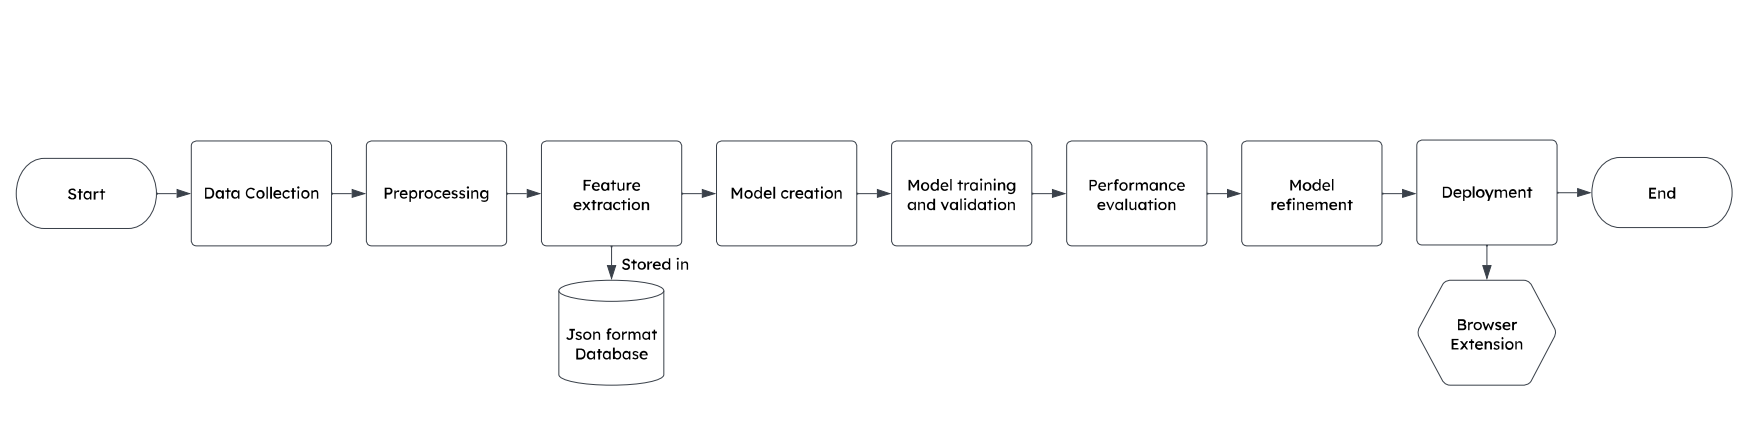 Start
Data Collection
Preprocessing
Feature
extraction
Model creation
Model training
and validation
Performance
evaluation
Model
refinement
Deployment
End
Stored in
Json format
Database
Browser
Extension